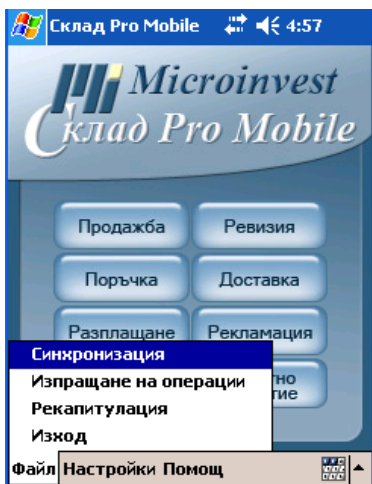 Склад Pro Mobile 4:57
Microinvest
Склад Pro Mobile
Продажба Ревизия
Поръчка Доставка
Разплащане Рекламация
Синхронизация
Изпращане на операции
Рекапитулация
Изход
Файл Настройки Помощ